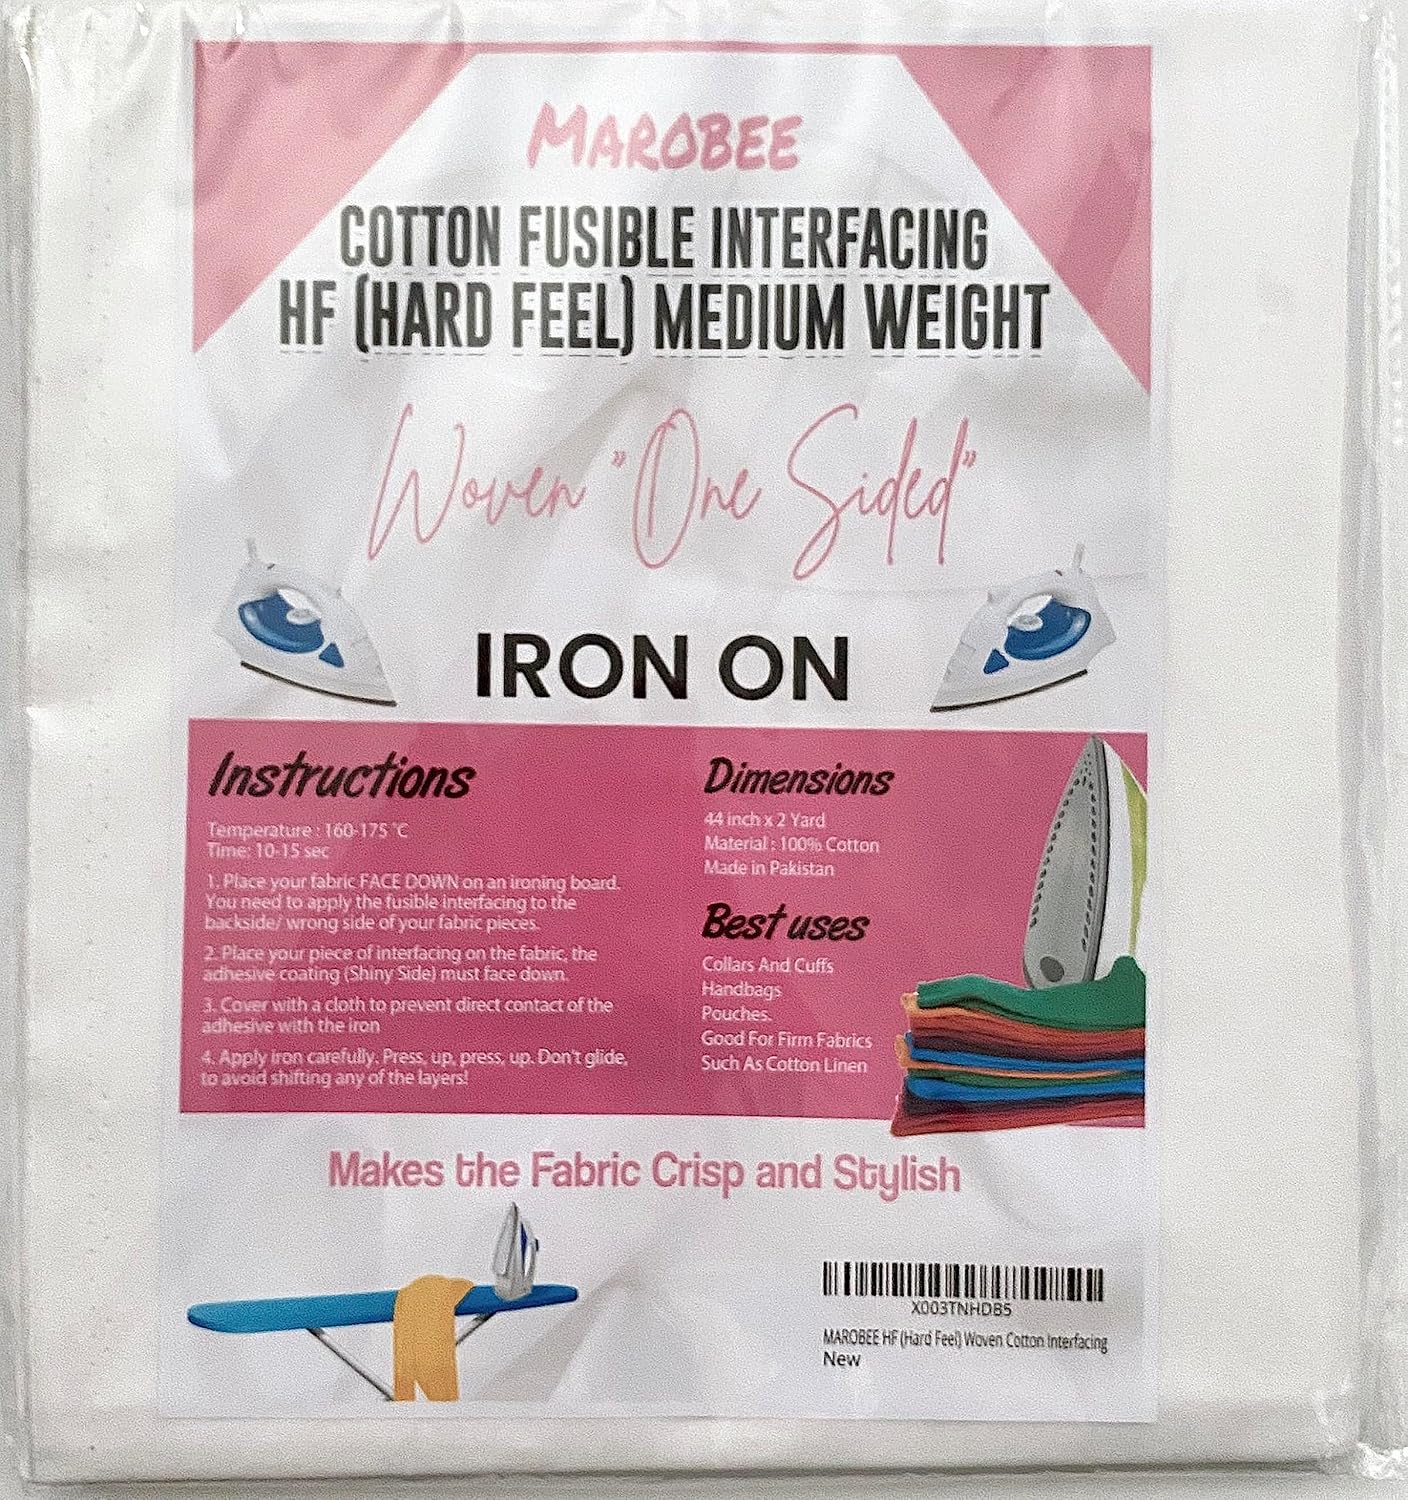 MAROBEE
COTTON FUSIBLE INTERFACING
HF (HARD FEEL) MEDIUM WEIGHT
Woven "One Sided"
IRON ON
Instructions
Temperature : 160-175 °C
Time: 10-15 sec
1. Place your fabric FACE DOWN on an ironing board.
You need to apply the fusible interfacing to the
backside/ wrong side of your fabric pieces.
2. Place your piece of interfacing on the fabric, the
adhesive coating (Shiny Side) must face down.
3. Cover with a cloth to prevent direct contact of the
adhesive with the iron
4. Apply iron carefully. Press, up, press, up. Don't glide,
to avoid shifting any of the layers!
Dimensions
44 inch x 2 Yard
Material : 100% Cotton
Made in Pakistan
Best uses
Collars And Cuffs
Handbags
Pouches.
Good For Firm Fabrics
Such As Cotton Linen
Makes the Fabric Crisp and Stylish
X003TNHDB5
MAROBEE HF (Hard Feel) Woven Cotton Interfacing
New